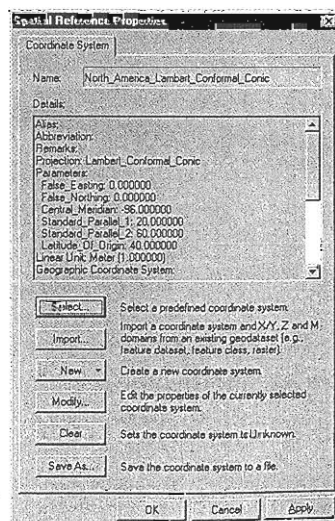 Spatial Reference Properties
Coordinate System
Name: North_America_Lambert_Conformal_Conic
Details:
Alias:
Abbreviation:
Remarks:
Projection: Lambert_Conformal_Conic
Parameters:
False_Easting: 0.000000
False_Northing: 0.000000
Central_Meridian: -96.000000
Standard_Parallel_1: 20.000000
Standard_Parallel_2: 60.000000
Latitude_Of_Origin: 40.000000
Linear Unit: Meter (1.000000)
Geographic Coordinate System:
Select... Select a predefined coordinate system.
Import... Import a coordinate system and X/Y, Z and M
domains from an existing geodataset (e.g.,
feature dataset, feature class, raster).
New Create a new coordinate system.
Modify... Edit the properties of the currently selected
coordinate system.
Clear Sets the coordinate system to Unknown.
Save As... Save the coordinate system to a file.
OK Cancel Apply